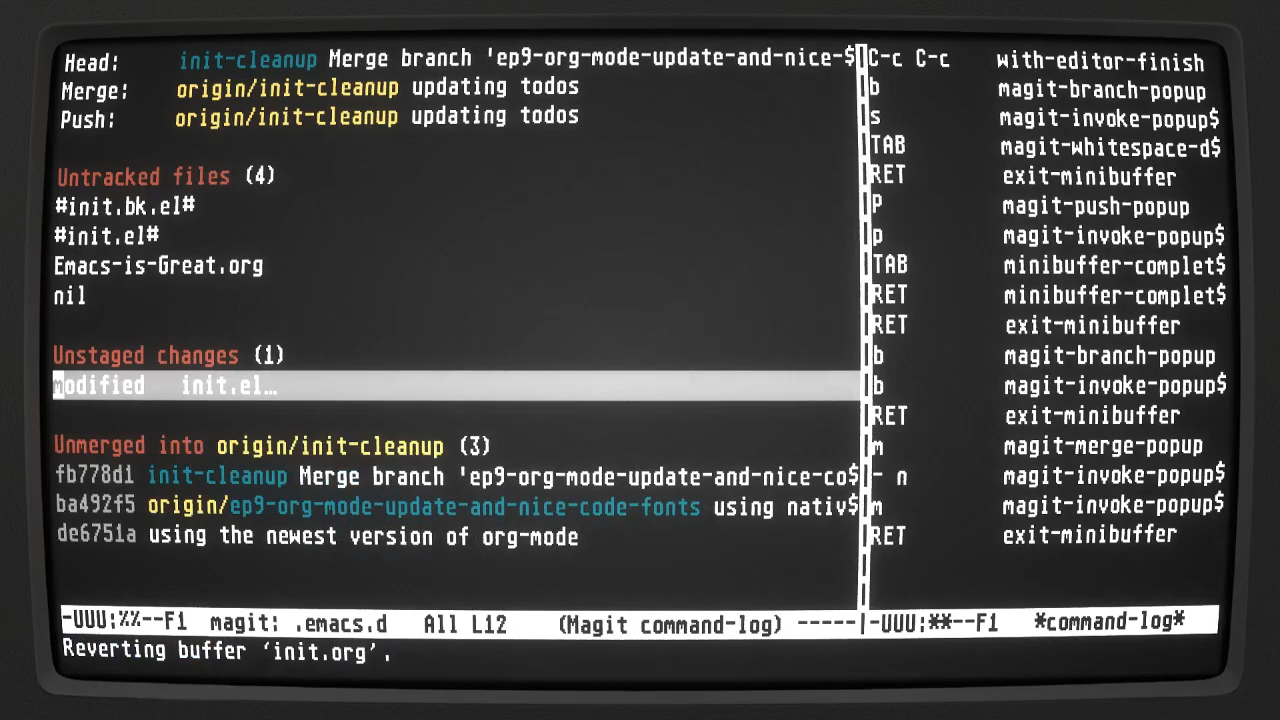 Head:     init-cleanup Merge branch 'ep9-org-mode-update-and-nice-$
Merge:    origin/init-cleanup updating todos
Push:     origin/init-cleanup updating todos
Untracked files (4)
#init.bk.el#
#init.el#
Emacs-is-Great.org
nil
Unstaged changes (1)
modified   init.el…
Unmerged into origin/init-cleanup (3)
fb778d1 init-cleanup Merge branch 'ep9-org-mode-update-and-nice-co$
ba492f5 origin/ep9-org-mode-update-and-nice-code-fonts using nativ$
de6751a using the newest version of org-mode
-UUU:%%--F1  magit: .emacs.d   All L12    (Magit command-log) -----
Reverting buffer ‘init.org’.
C-c C-c    with-editor-finish
b          magit-branch-popup
s          magit-invoke-popup$
TAB        magit-whitespace-d$
RET        exit-minibuffer
P          magit-push-popup
p          magit-invoke-popup$
TAB        minibuffer-complet$
RET        minibuffer-complet$
RET        exit-minibuffer
b          magit-branch-popup
b          magit-invoke-popup$
RET        exit-minibuffer
m          magit-merge-popup
- n        magit-invoke-popup$
m          magit-invoke-popup$
RET        exit-minibuffer
-UUU:**--F1   *command-log*